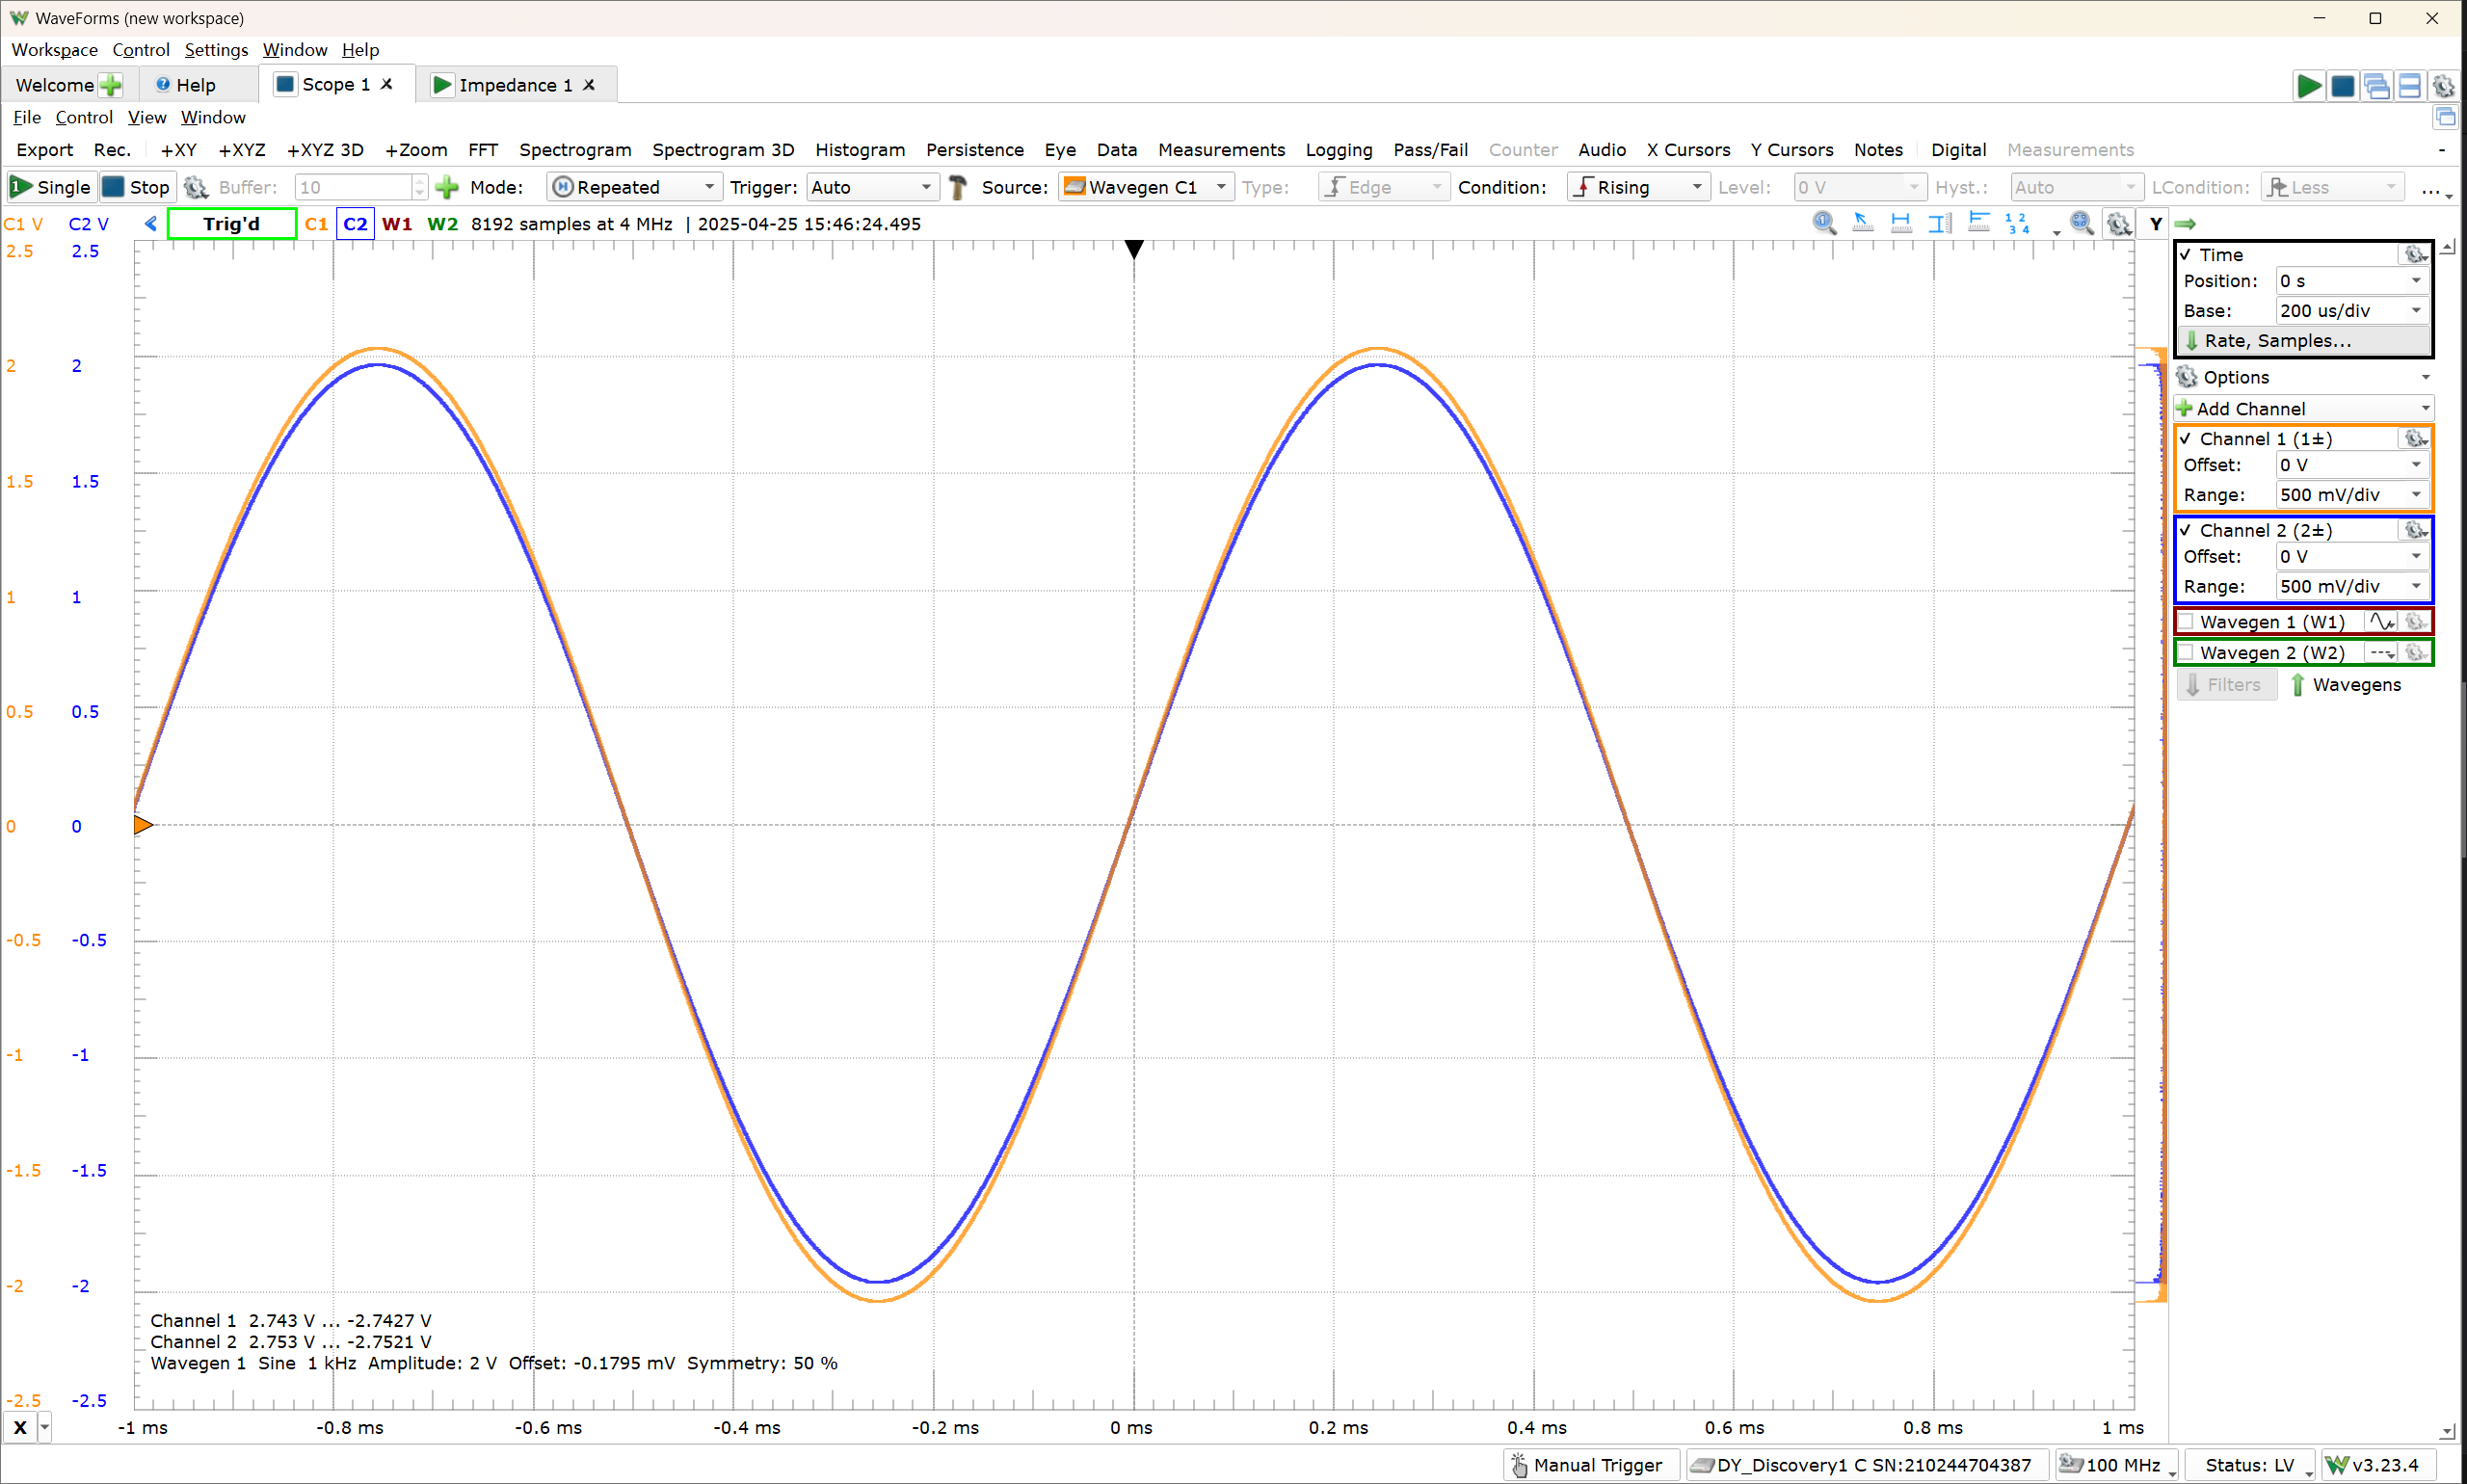 WaveForms (new workspace)
Workspace Control Settings Window Help
Welcome Help Scope 1 Impedance 1
File Control View Window
Export Rec. +XY +XYZ +XYZ 3D +Zoom FFT Spectrogram Spectrogram 3D Histogram Persistence Eye Data Measurements Logging Pass/Fail Counter Audio X Cursors Y Cursors Notes Digital Measurements
Single Stop Buffer: 10 Mode: Repeated Trigger: Auto Source: Wavegen C1 Type: Edge Condition: Rising Level: 0 V Hyst.: Auto LCondition: Less ...
C1 V C2 V Trig'd C1 C2 W1 W2 8192 samples at 4 MHz | 2025-04-25 15:46:24.495 Y
2.5 2.5
2 2
1.5 1.5
1 1
0.5 0.5
0 0
-0.5 -0.5
-1 -1
-1.5 -1.5
-2 -2
-2.5 -2.5
Time
Position: 0 s
Base: 200 us/div
Rate, Samples...
Options
Add Channel
Channel 1 (1±)
Offset: 0 V
Range: 500 mV/div
Channel 2 (2±)
Offset: 0 V
Range: 500 mV/div
Wavegen 1 (W1)
Wavegen 2 (W2)
Filters Wavegens
Channel 1 2.743 V ... -2.7427 V
Channel 2 2.753 V ... -2.7521 V
Wavegen 1 Sine 1 kHz Amplitude: 2 V Offset: -0.1795 mV Symmetry: 50 %
X -1 ms -0.8 ms -0.6 ms -0.4 ms -0.2 ms 0 ms 0.2 ms 0.4 ms 0.6 ms 0.8 ms 1 ms
Manual Trigger DY_Discovery1 C SN:210244704387 100 MHz Status: LV v3.23.4